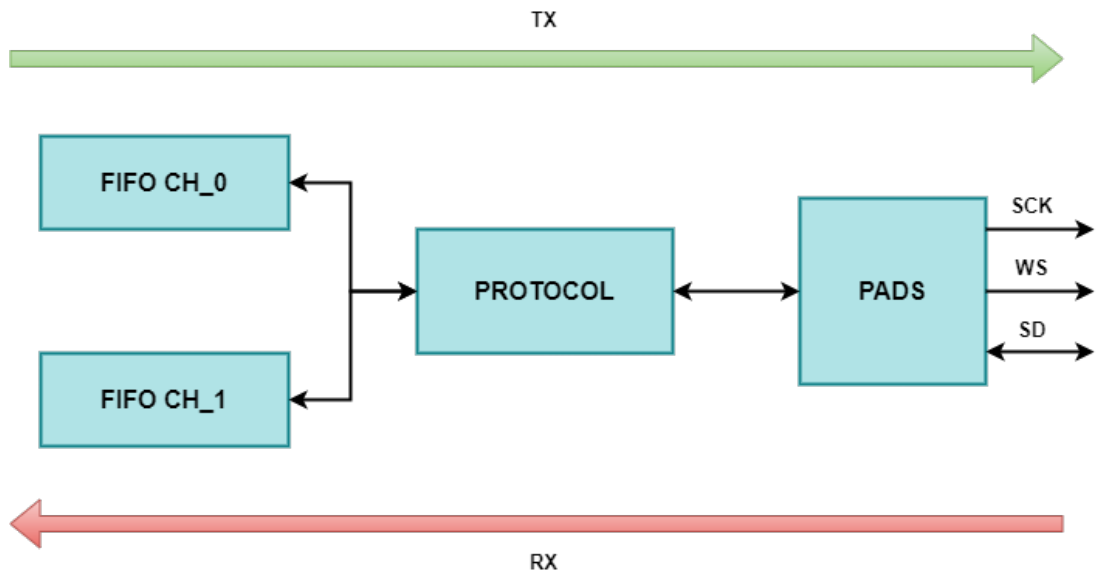 TX
FIFO CH_0
FIFO CH_1
PROTOCOL
PADS
SCK
WS
SD
RX